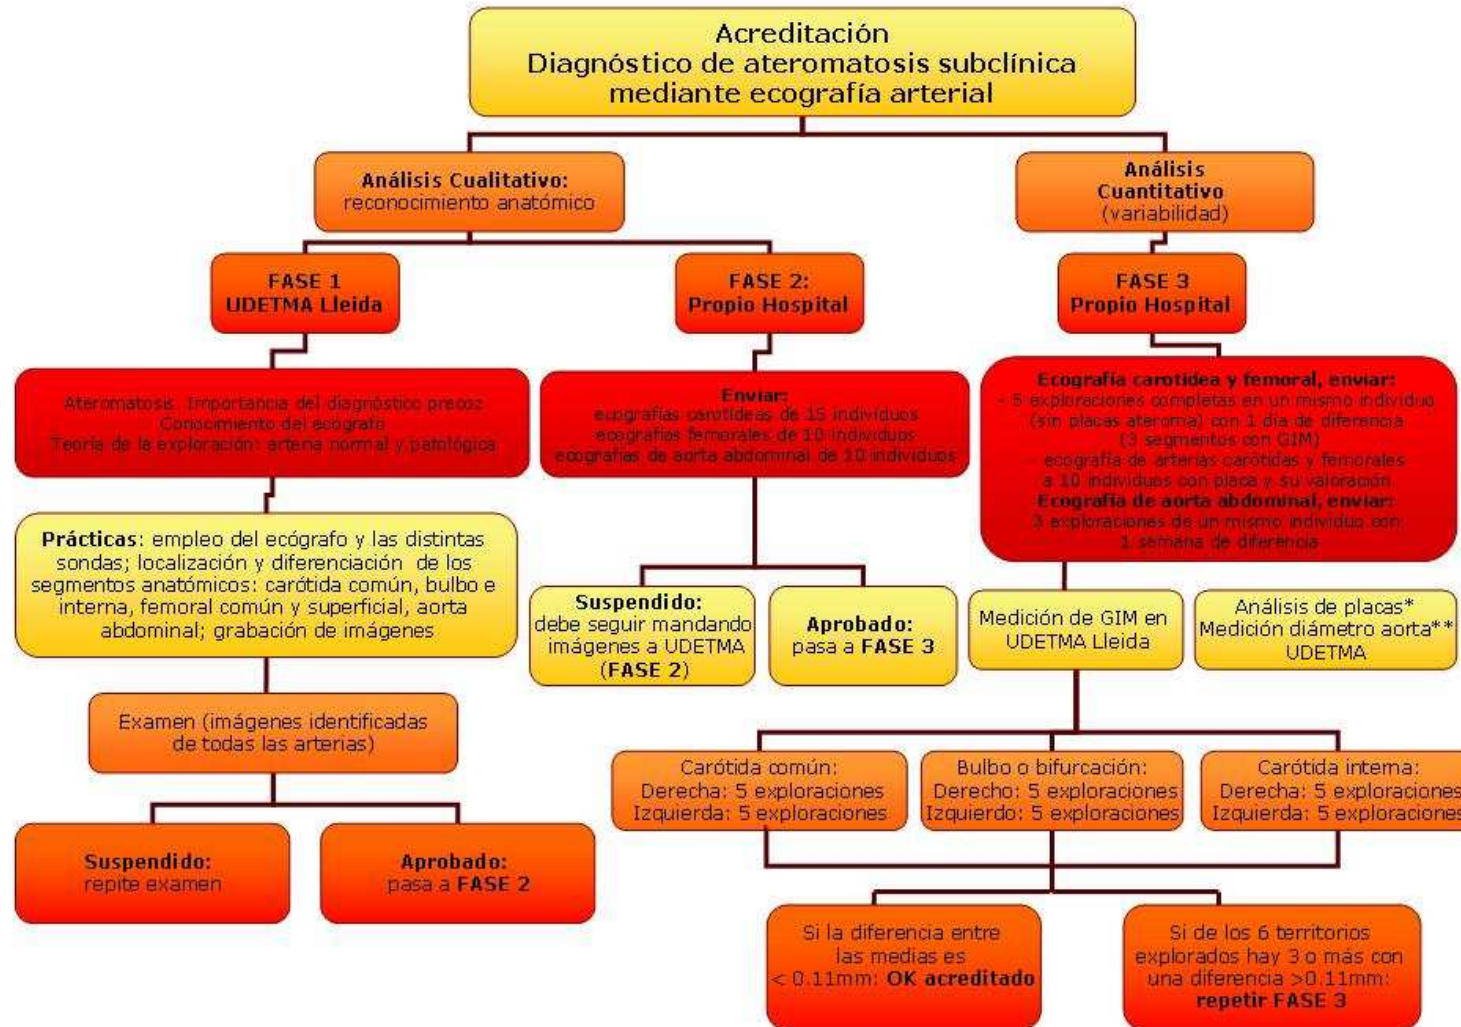 Acreditación
Diagnóstico de ateromatosis subclínica
mediante ecografía arterial
Análisis Cualitativo:
reconocimiento anatómico
Análisis
Cuantitativo
(variabilidad)
FASE 1
UDETMA Lleida
FASE 2:
Propio Hospital
FASE 3
Propio Hospital
Ateromatosis. Importancia del diagnóstico precoz
Conocimiento del ecógrafo
Teoría de la exploración: arteria normal y patológica
Enviar:
ecografías carotídeas de 15 individuos
ecografías femorales de 10 individuos
ecografías de aorta abdominal de 10 individuos
Ecografía carotídea y femoral, enviar:
- 5 exploraciones completas en un mismo individuo
(sin placas ateroma) con 1 día de diferencia
(3 segmentos con GIM)
- ecografía de arterias carótidas y femorales
a 10 individuos con placa y su valoración
Ecografía de aorta abdominal, enviar:
3 exploraciones de un mismo individuo con
1 semana de diferencia
Prácticas: empleo del ecógrafo y las distintas
sondas; localización y diferenciación de los
segmentos anatómicos: carótida común, bulbo e
interna, femoral común y superficial, aorta
abdominal; grabación de imágenes
Suspendido:
debe seguir mandando
imágenes a UDETMA
(FASE 2)
Aprobado:
pasa a FASE 3
Medición de GIM en
UDETMA Lleida
Análisis de placas*
Medición diámetro aorta**
UDETMA
Examen (imágenes identificadas
de todas las arterias)
Carótida común:
Derecha: 5 exploraciones
Izquierda: 5 exploraciones
Bulbo o bifurcación:
Derecho: 5 exploraciones
Izquierdo: 5 exploraciones
Carótida interna:
Derecha: 5 exploraciones
Izquierda: 5 exploraciones
Suspendido:
repite examen
Aprobado:
pasa a FASE 2
Si la diferencia entre
las medias es
< 0.11mm: OK acreditado
Si de los 6 territorios
explorados hay 3 o más con
una diferencia >0.11mm:
repetir FASE 3